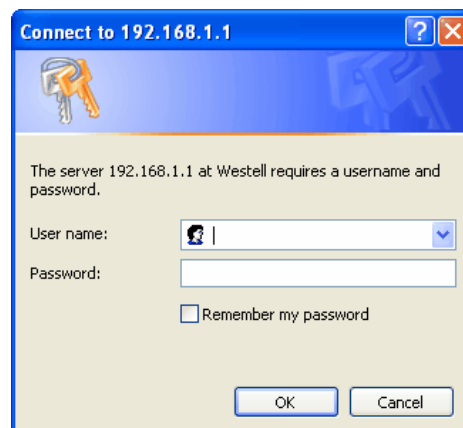 Connect to 192.168.1.1
The server 192.168.1.1 at Westell requires a username and
password.
User name:
Password:
Remember my password
OK Cancel